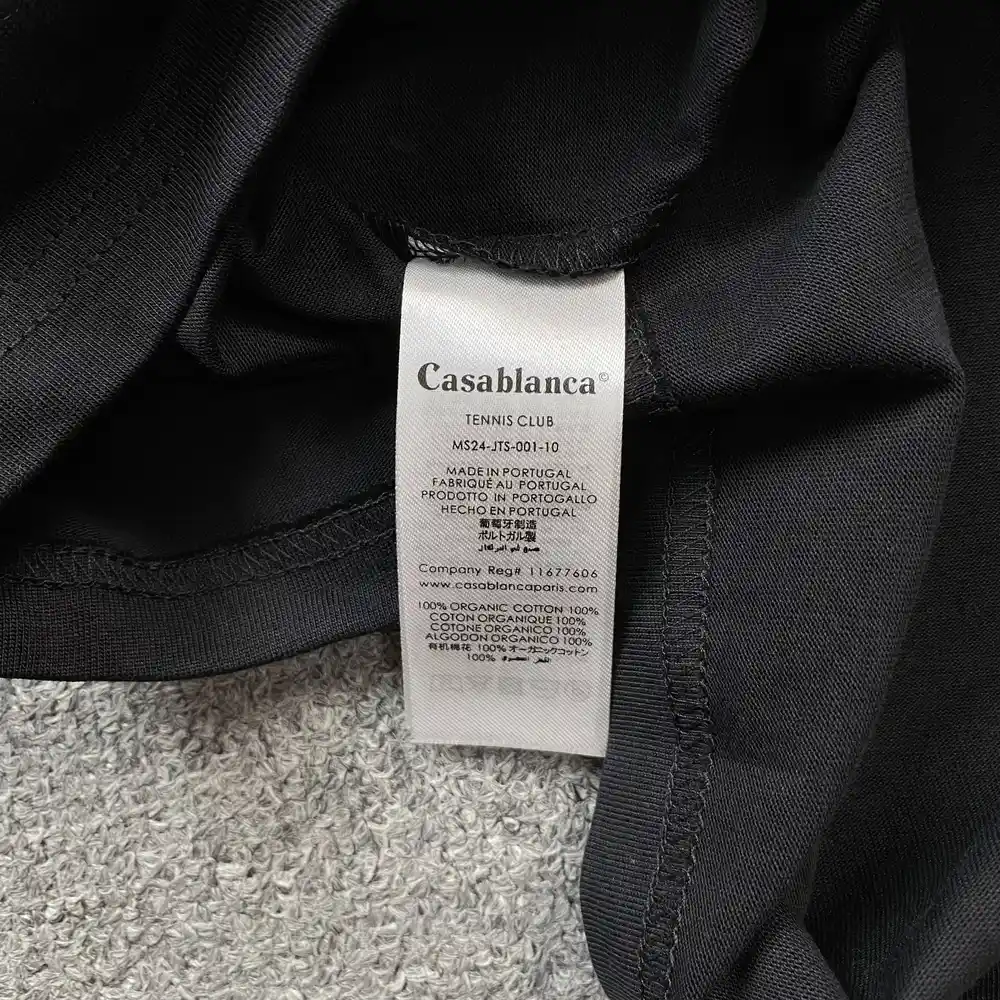 Casablanca©
TENNIS CLUB
MS24-JTS-001-10
MADE IN PORTUGAL
FABRIQUÉ AU PORTUGAL
PRODOTTO IN PORTOGALLO
HECHO EN PORTUGAL
葡萄牙制造
ポルトガル製
صنع في البرتغال
Company Reg# 11677606
www.casablancaparis.com
100% ORGANIC COTTON 100%
COTON ORGANIQUE 100%
COTONE ORGANICO 100%
ALGODON ORGANICO 100%
有机棉花 100% オーガニックコットン
100%